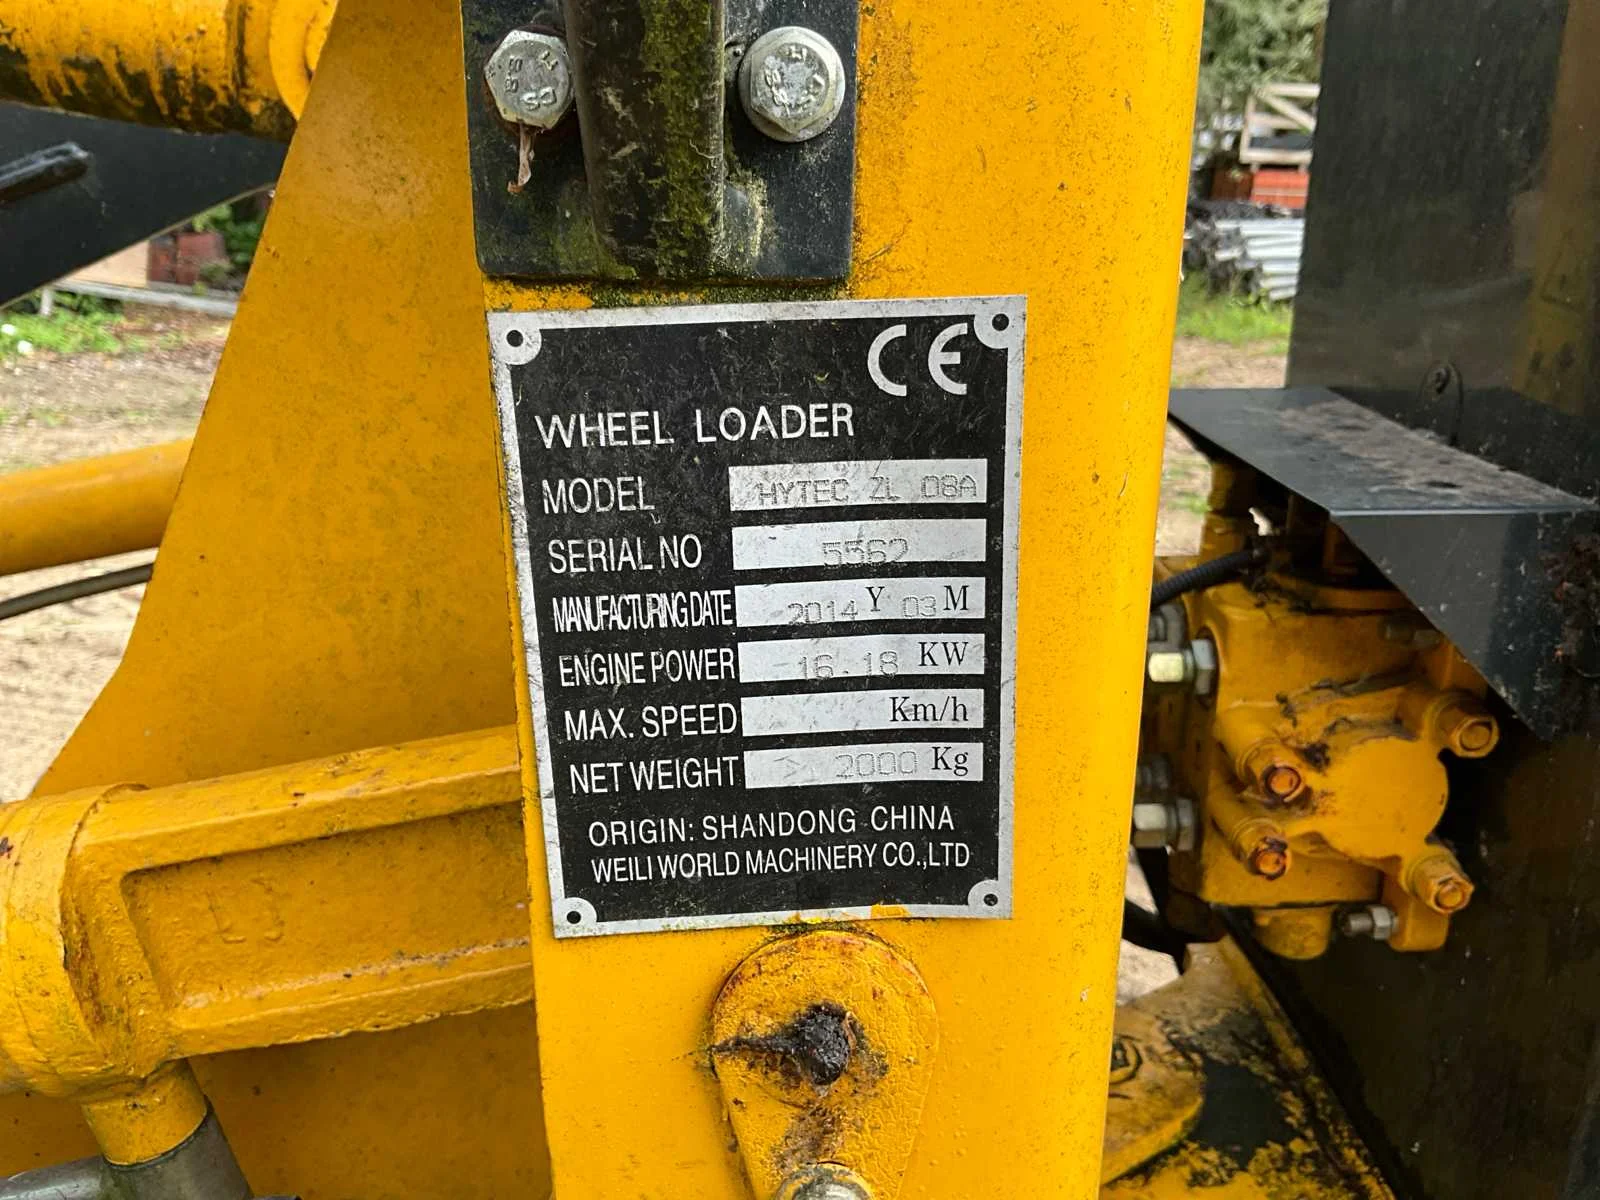 CE
WHEEL LOADER
MODEL HYTEC ZL 08A
SERIAL NO 5562
MANUFACTURING DATE 2014 Y 03 M
ENGINE POWER 16.18 KW
MAX. SPEED Km/h
NET WEIGHT > 2000 Kg
ORIGIN: SHANDONG CHINA
WEILI WORLD MACHINERY CO.,LTD